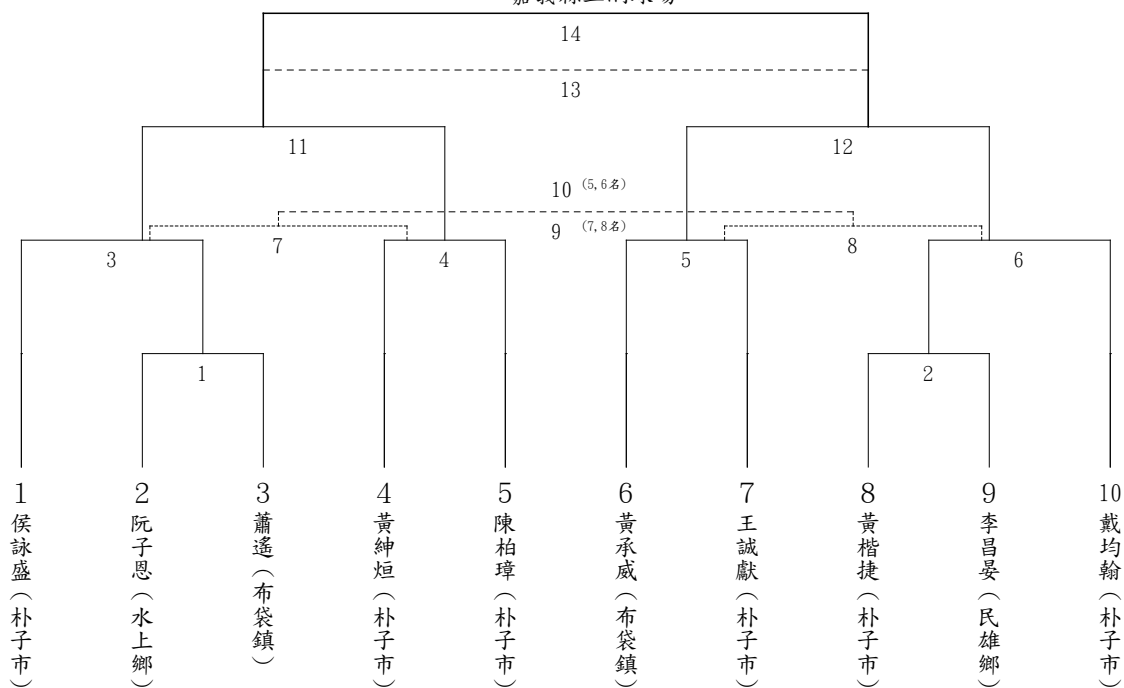 14
13
11
12
10 (5,6名)
9 (7,8名)
7
8
3
4
5
6
1
2
1 侯詠盛(朴子市)
2 阮子恩(水上鄉)
3 蕭遙(布袋鎮)
4 黃紳烜(朴子市)
5 陳柏璋(朴子市)
6 黃承威(布袋鎮)
7 王誠獻(朴子市)
8 黃楷捷(朴子市)
9 李昌晏(民雄鄉)
10 戴均翰(朴子市)